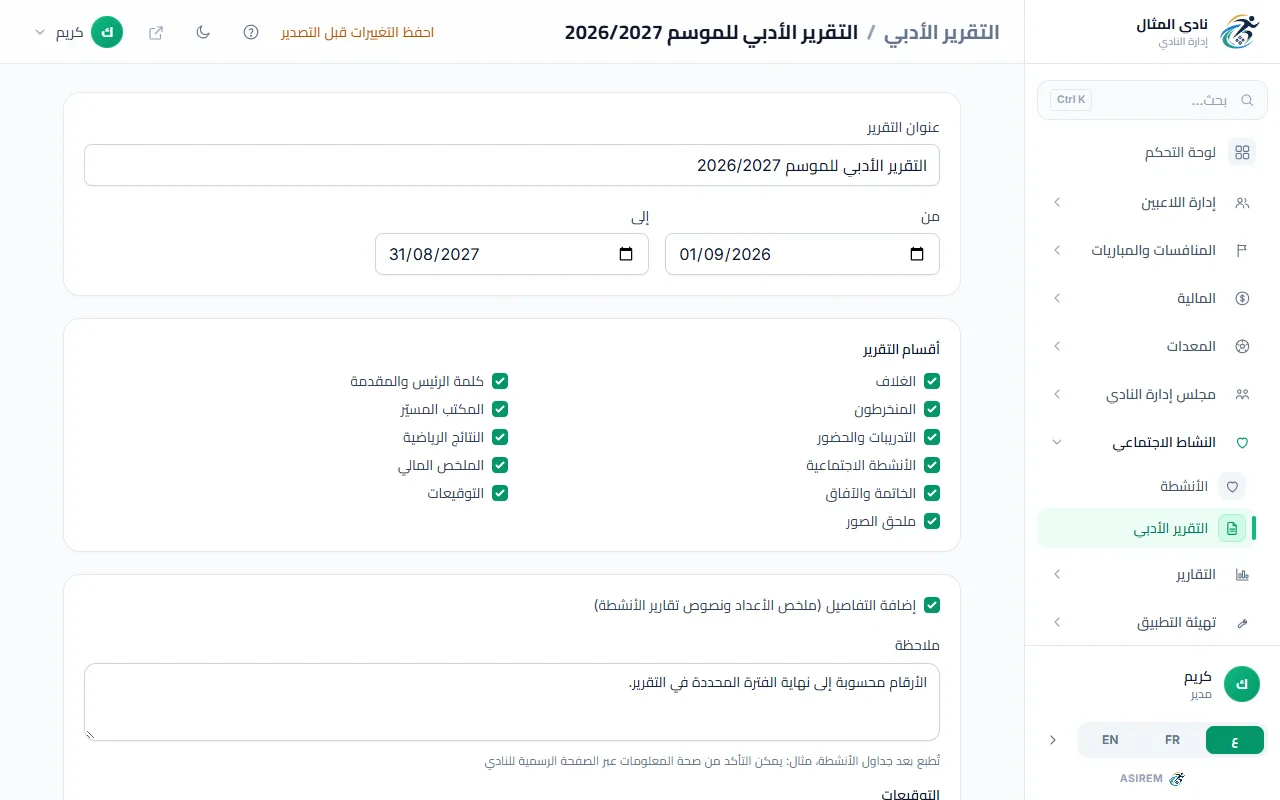 نادي المثال
إدارة النادي
بحث...
Ctrl K
لوحة التحكم
إدارة اللاعبين
المنافسات والمباريات
المالية
المعدات
مجلس إدارة النادي
النشاط الاجتماعي
الأنشطة
التقرير الأدبي
التقارير
تهيئة التطبيق
ك
كريم
مدير
ع
FR
EN
ASIREM
التقرير الأدبي / التقرير الأدبي للموسم 2026/2027
احفظ التغييرات قبل التصدير
ك
كريم
عنوان التقرير
التقرير الأدبي للموسم 2026/2027
من
إلى
01/09/2026
31/08/2027
أقسام التقرير
الغلاف
كلمة الرئيس والمقدمة
المنخرطون
المكتب المسيّر
التدريبات والحضور
النتائج الرياضية
الأنشطة الاجتماعية
الملخص المالي
الخاتمة والآفاق
التوقيعات
ملحق الصور
إضافة التفاصيل (ملخص الأعداد ونصوص تقارير الأنشطة)
ملاحظة
الأرقام محسوبة إلى نهاية الفترة المحددة في التقرير.
تُطبع بعد جداول الأنشطة، مثال: يمكن التأكد من صحة المعلومات عبر الصفحة الرسمية للنادي
التوقيعات